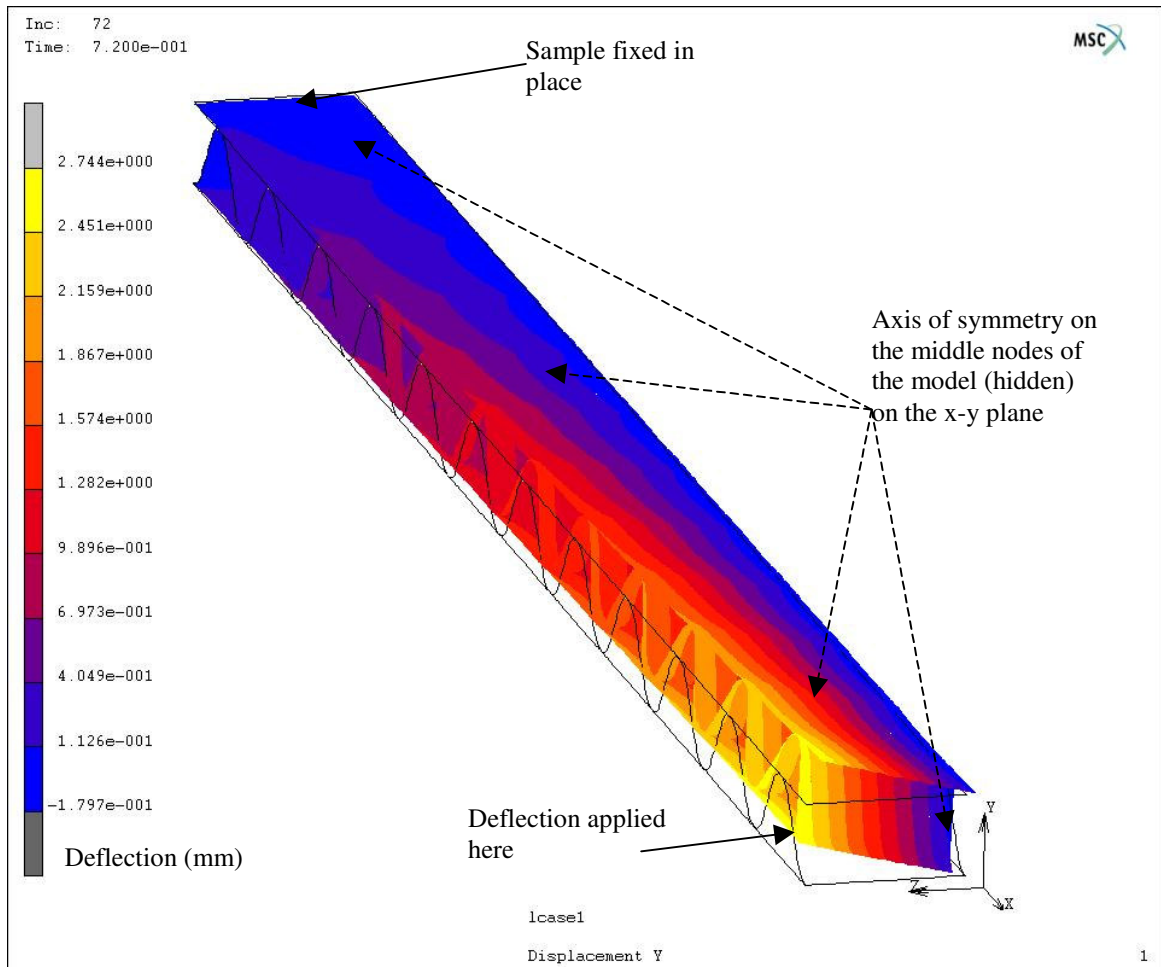 Inc: 72
Time: 7.200e-001
MSC
Sample fixed in
place
2.744e+000
2.451e+000
2.159e+000
1.867e+000
1.574e+000
1.282e+000
9.896e-001
6.973e-001
4.049e-001
1.126e-001
-1.797e-001
Deflection (mm)
Axis of symmetry on
the middle nodes of
the model (hidden)
on the x-y plane
Deflection applied
here
Y
Z
X
lcase1
Displacement Y
1